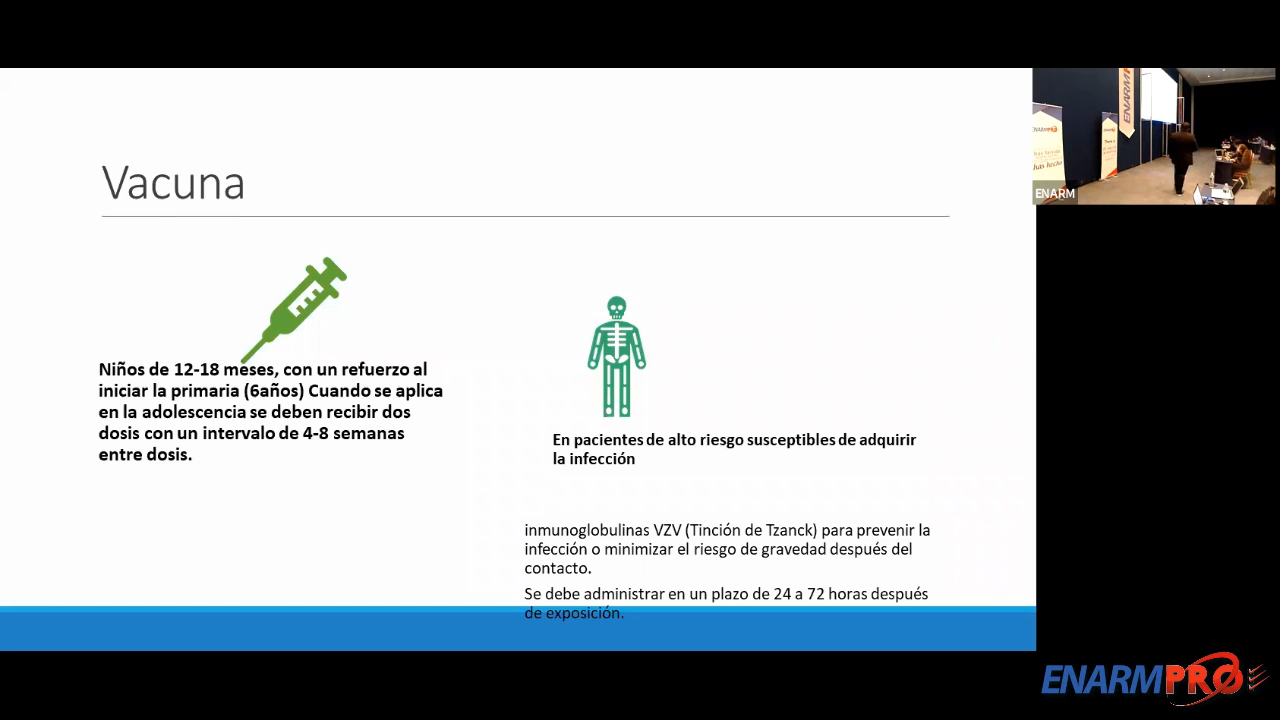 Vacuna
Niños de 12-18 meses, con un refuerzo al
iniciar la primaria (6años) Cuando se aplica
en la adolescencia se deben recibir dos
dosis con un intervalo de 4-8 semanas
entre dosis.
En pacientes de alto riesgo susceptibles de adquirir
la infección
inmunoglobulinas VZV (Tinción de Tzanck) para prevenir la
infección o minimizar el riesgo de gravedad después del
contacto.
Se debe administrar en un plazo de 24 a 72 horas después
de exposición.
ENARM
ENARMPRO